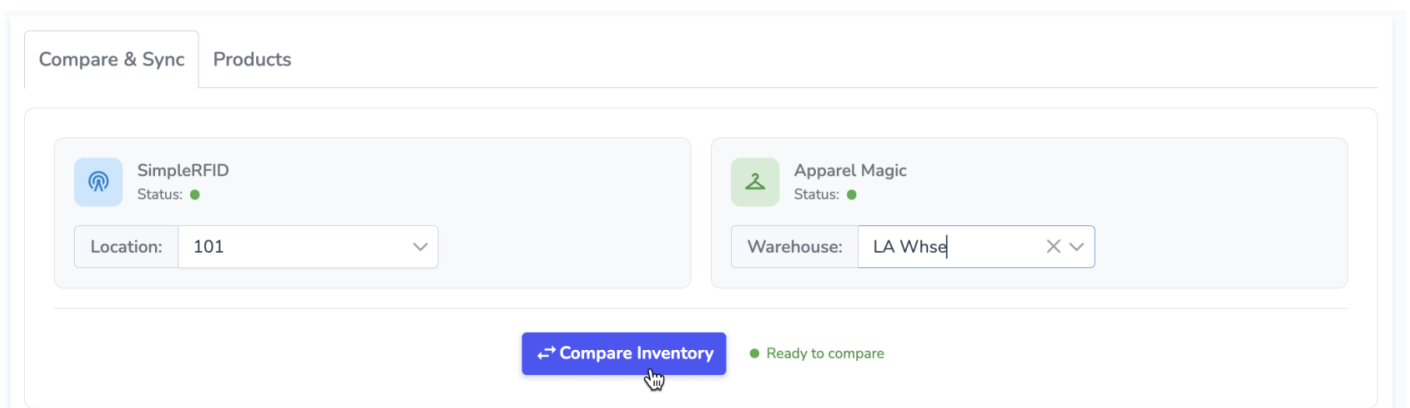 Compare & Sync
Products
SimpleRFID
Status:
Location:
101
Apparel Magic
Status:
Warehouse:
LA Whse
Compare Inventory
Ready to compare